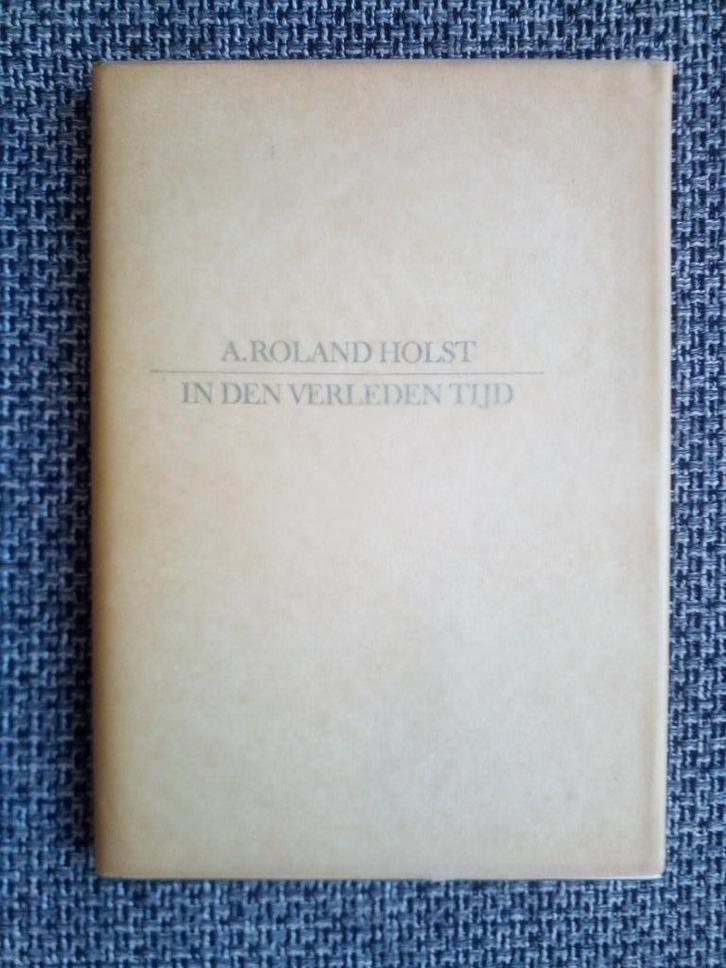 A. ROLAND HOLST
IN DEN VERLEDEN TIJD